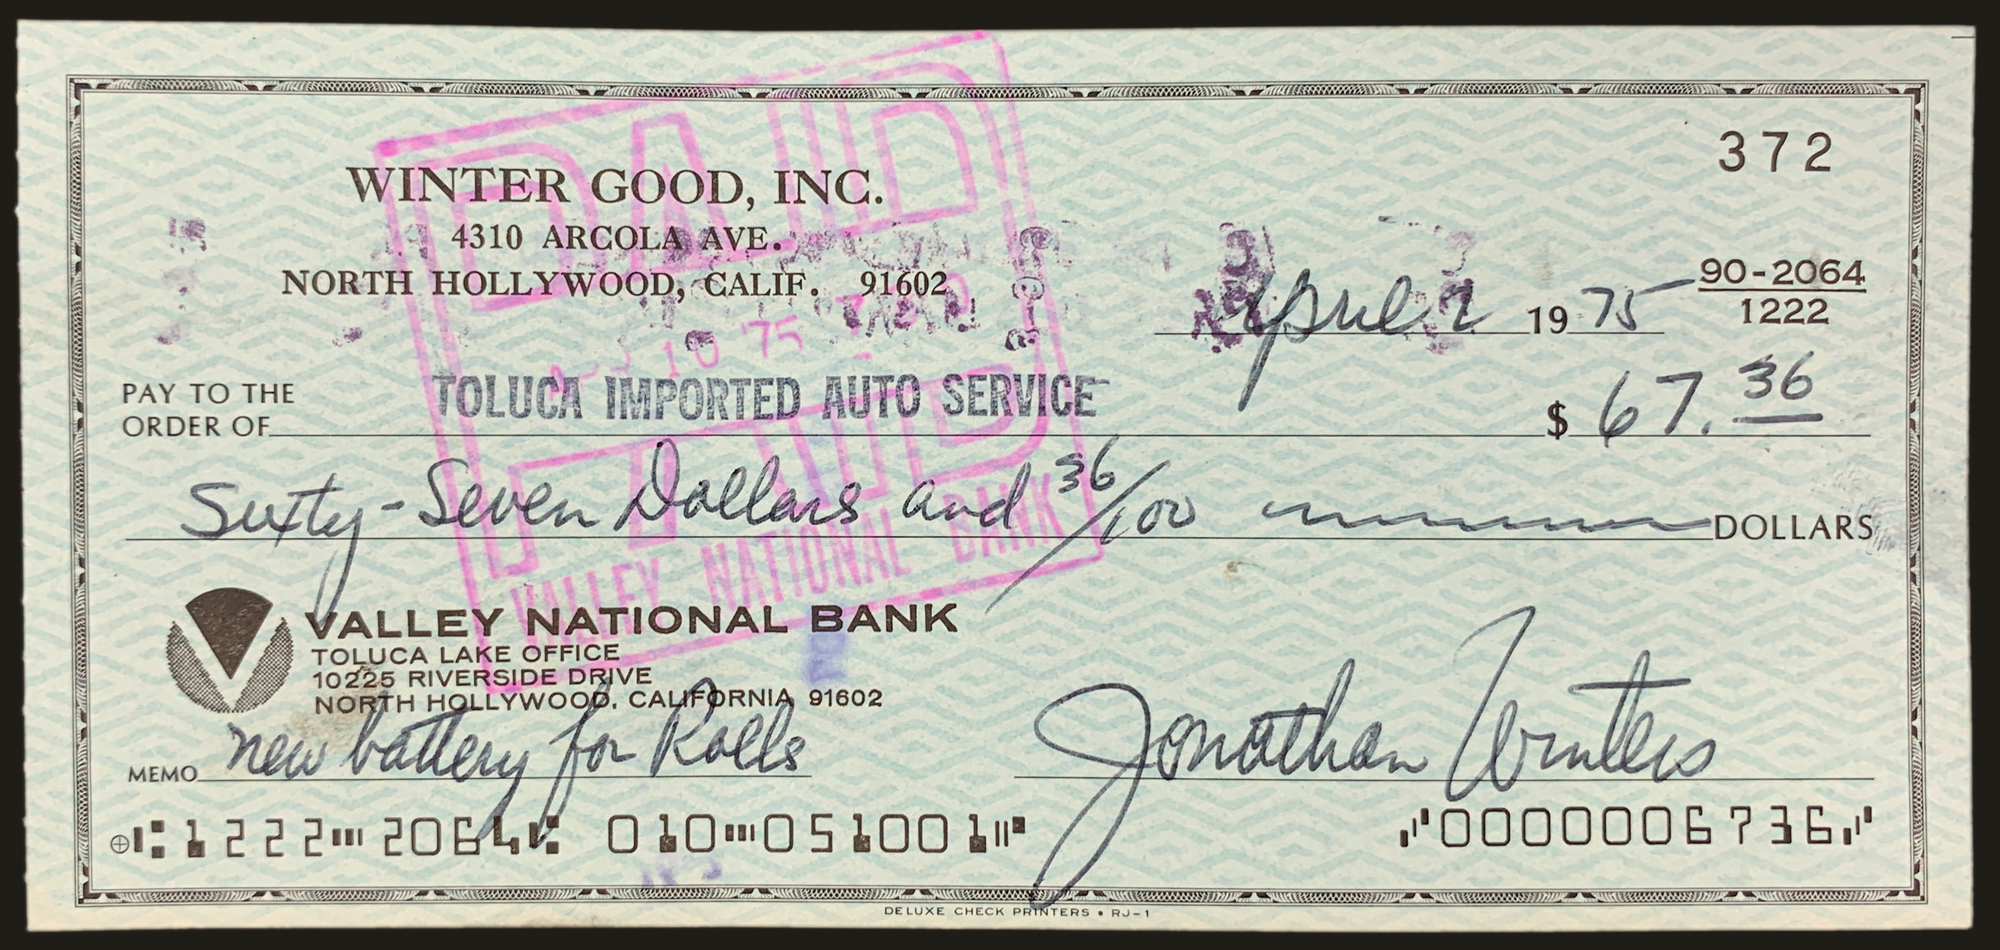 372
WINTER GOOD, INC.
4310 ARCOLA AVE.
NORTH HOLLYWOOD, CALIF. 91602
April 2 1975
90-2064
1222
PAID
10 '75
PAY TO THE
ORDER OF TOLUCA IMPORTED AUTO SERVICE $ 67.36
Sixty-Seven Dollars and 36/100 DOLLARS
VALLEY NATIONAL BANK
VALLEY NATIONAL BANK
TOLUCA LAKE OFFICE
10225 RIVERSIDE DRIVE
NORTH HOLLYWOOD, CALIFORNIA 91602
MEMO new battery for Rolls
Jonathan Winters
⑆1222⑉2064⑆ 010⑉051001⑈ ⑈0000006736⑈
DELUXE CHECK PRINTERS • RJ-1